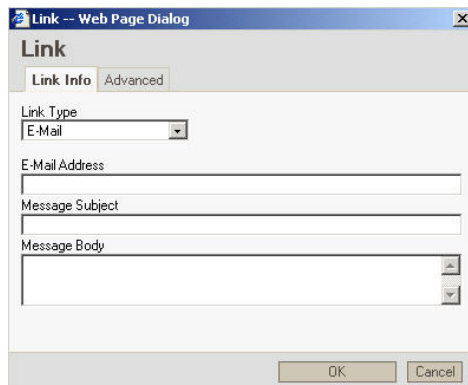 Link -- Web Page Dialog
Link
Link Info Advanced
Link Type
E-Mail
E-Mail Address
Message Subject
Message Body
OK Cancel